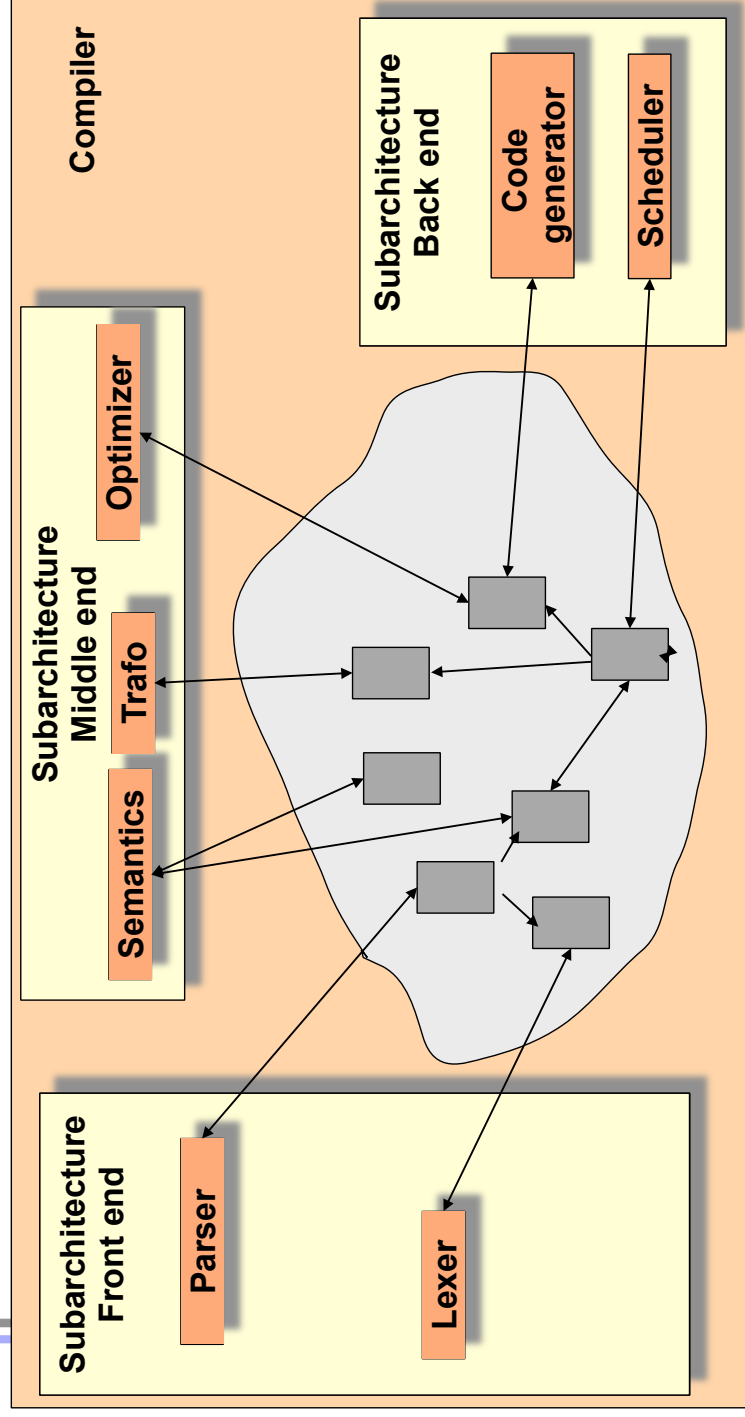 Compiler
Subarchitecture
Front end
Parser
Lexer
Subarchitecture
Middle end
Semantics
Trafo
Optimizer
Subarchitecture
Back end
Code
generator
Scheduler